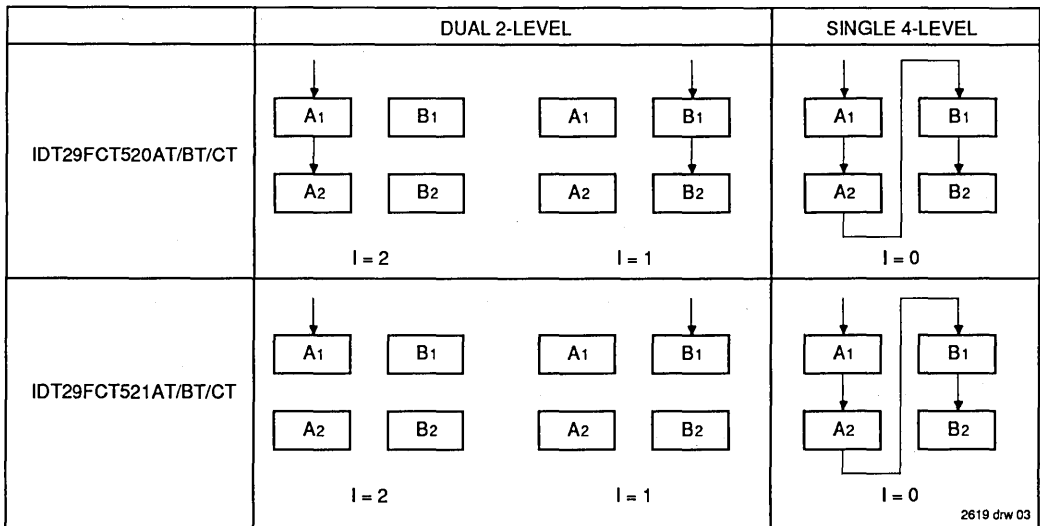 DUAL 2-LEVEL SINGLE 4-LEVEL
IDT29FCT520AT/BT/CT
A1 B1 A1 B1 A1 B1
A2 B2 A2 B2 A2 B2
I = 2 I = 1 I = 0
IDT29FCT521AT/BT/CT
A1 B1 A1 B1 A1 B1
A2 B2 A2 B2 A2 B2
I = 2 I = 1 I = 0
2619 drw 03